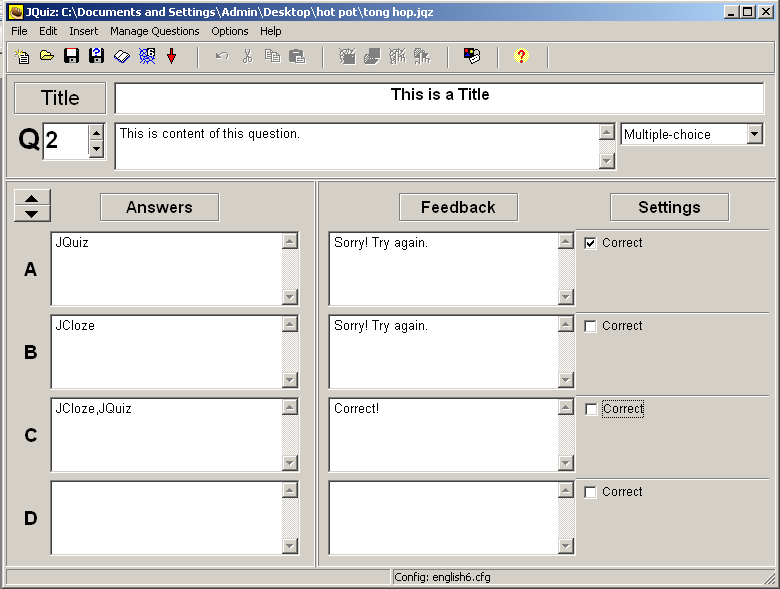 JQuiz: C:\Documents and Settings\Admin\Desktop\hot pot\tong hop.jqz
File Edit Insert Manage Questions Options Help
Title
This is a Title
Q 2
This is content of this question.
Multiple-choice
Answers Feedback Settings
A
JQuiz
Sorry! Try again.
Correct
B
JCloze
Sorry! Try again.
Correct
C
JCloze,JQuiz
Correct!
Correct
D
Correct
Config: english6.cfg